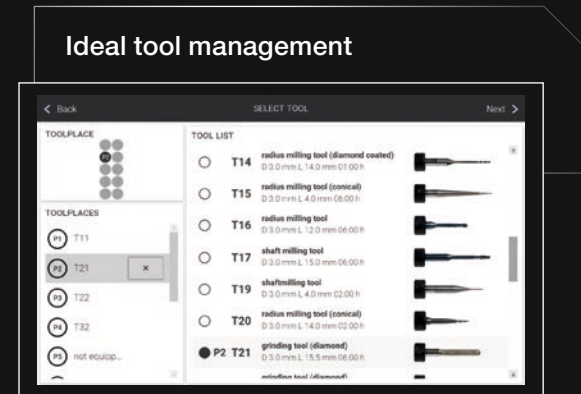 Ideal tool management
Back
SELECT TOOL
Next
TOOLPLACE
P2
TOOLPLACES
P1 T11
P2 T21 ×
P3 T22
P4 T32
P5 not equipp...
TOOL LIST
T14 radius milling tool (diamond coated)
D 3.0 mm L 14.0 mm 01:00 h
T15 radius milling tool (conical)
D 3.0 mm L 4.0 mm 06:00 h
T16 radius milling tool
D 3.0 mm L 12.0 mm 06:00 h
T17 shaft milling tool
D 3.0 mm L 15.0 mm 06:00 h
T19 shaftmilling tool
D 3.0 mm L 4.0 mm 02:00 h
T20 radius milling tool (conical)
D 3.0 mm L 14.0 mm 02:00 h
P2 T21 grinding tool (diamond)
D 3.0 mm L 15.5 mm 06:00 h
grinding tool (diamond)